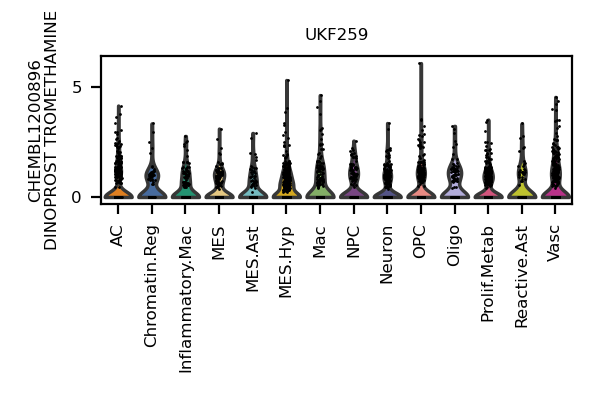 UKF259
CHEMBL1200896
DINOPROST TROMETHAMINE
5
0
AC
Chromatin.Reg
Inflammatory.Mac
MES
MES.Ast
MES.Hyp
Mac
NPC
Neuron
OPC
Oligo
Prolif.Metab
Reactive.Ast
Vasc